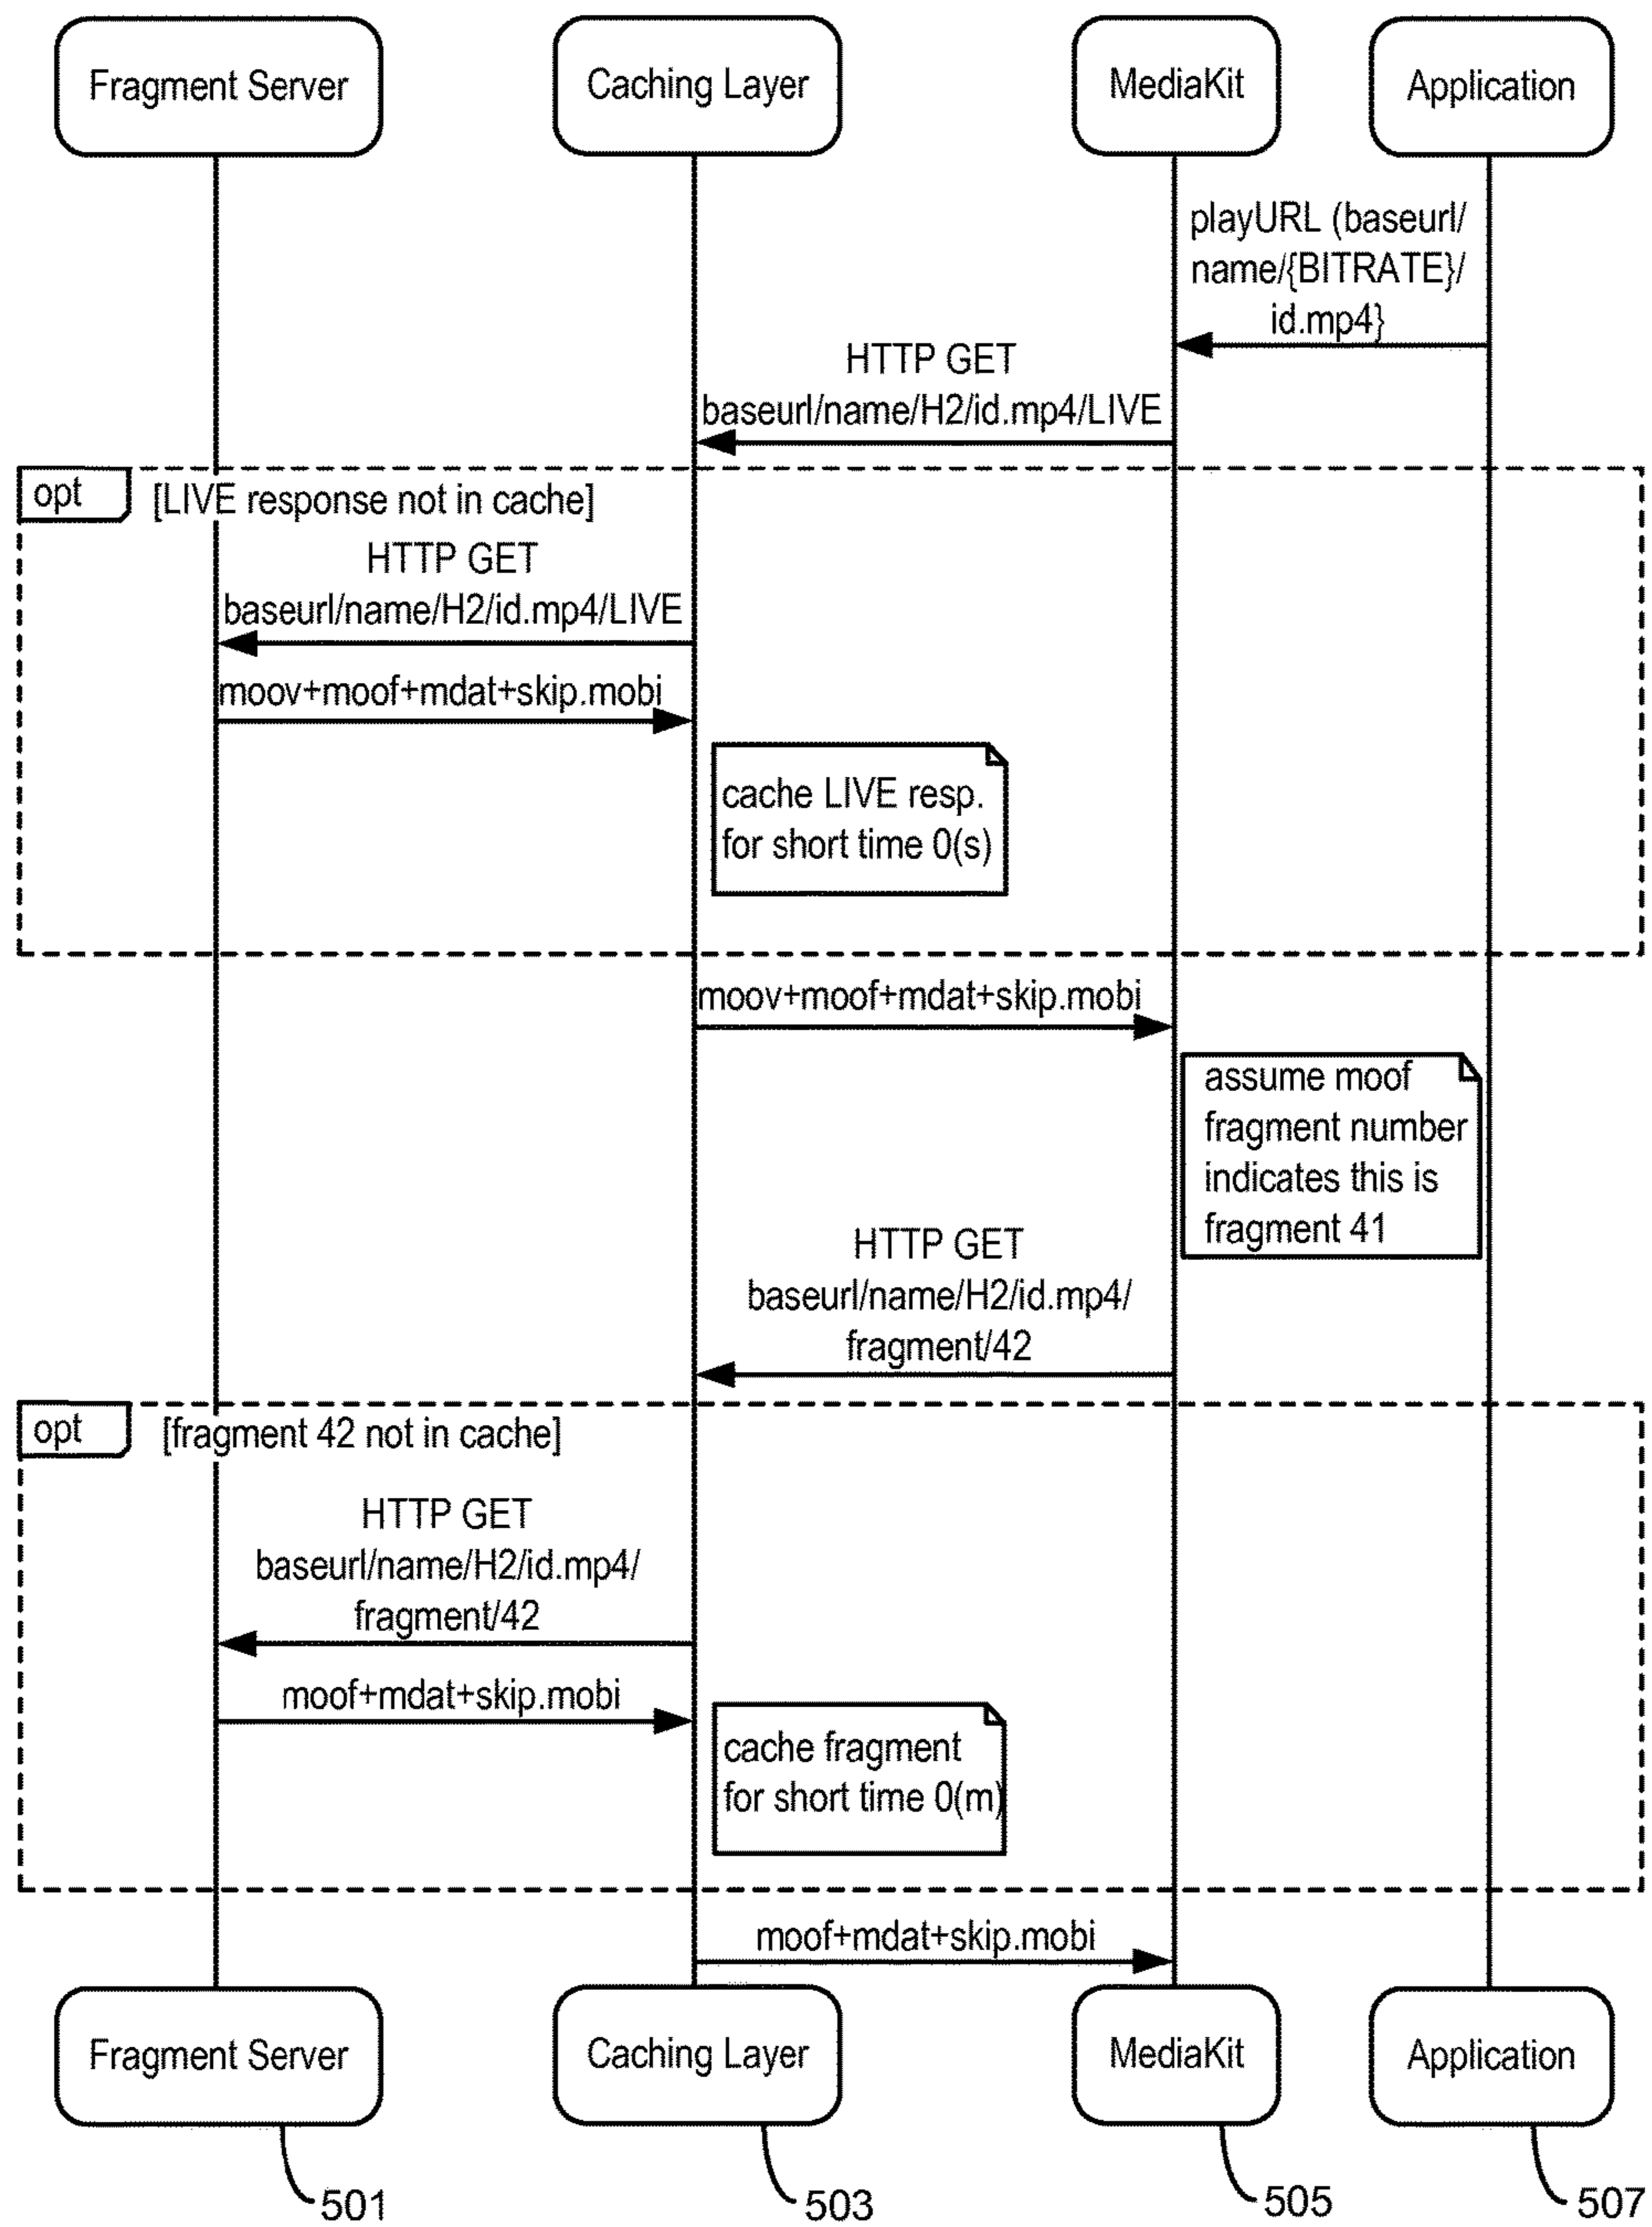 Fragment Server
Caching Layer
MediaKit
Application
playURL (baseurl/
name/{BITRATE}/
id.mp4}
HTTP GET
baseurl/name/H2/id.mp4/LIVE
opt
[LIVE response not in cache]
HTTP GET
baseurl/name/H2/id.mp4/LIVE
moov+moof+mdat+skip.mobi
cache LIVE resp.
for short time 0(s)
moov+moof+mdat+skip.mobi
assume moof
fragment number
indicates this is
fragment 41
HTTP GET
baseurl/name/H2/id.mp4/
fragment/42
opt
[fragment 42 not in cache]
HTTP GET
baseurl/name/H2/id.mp4/
fragment/42
moof+mdat+skip.mobi
cache fragment
for short time 0(m)
moof+mdat+skip.mobi
Fragment Server
Caching Layer
MediaKit
Application
501
503
505
507